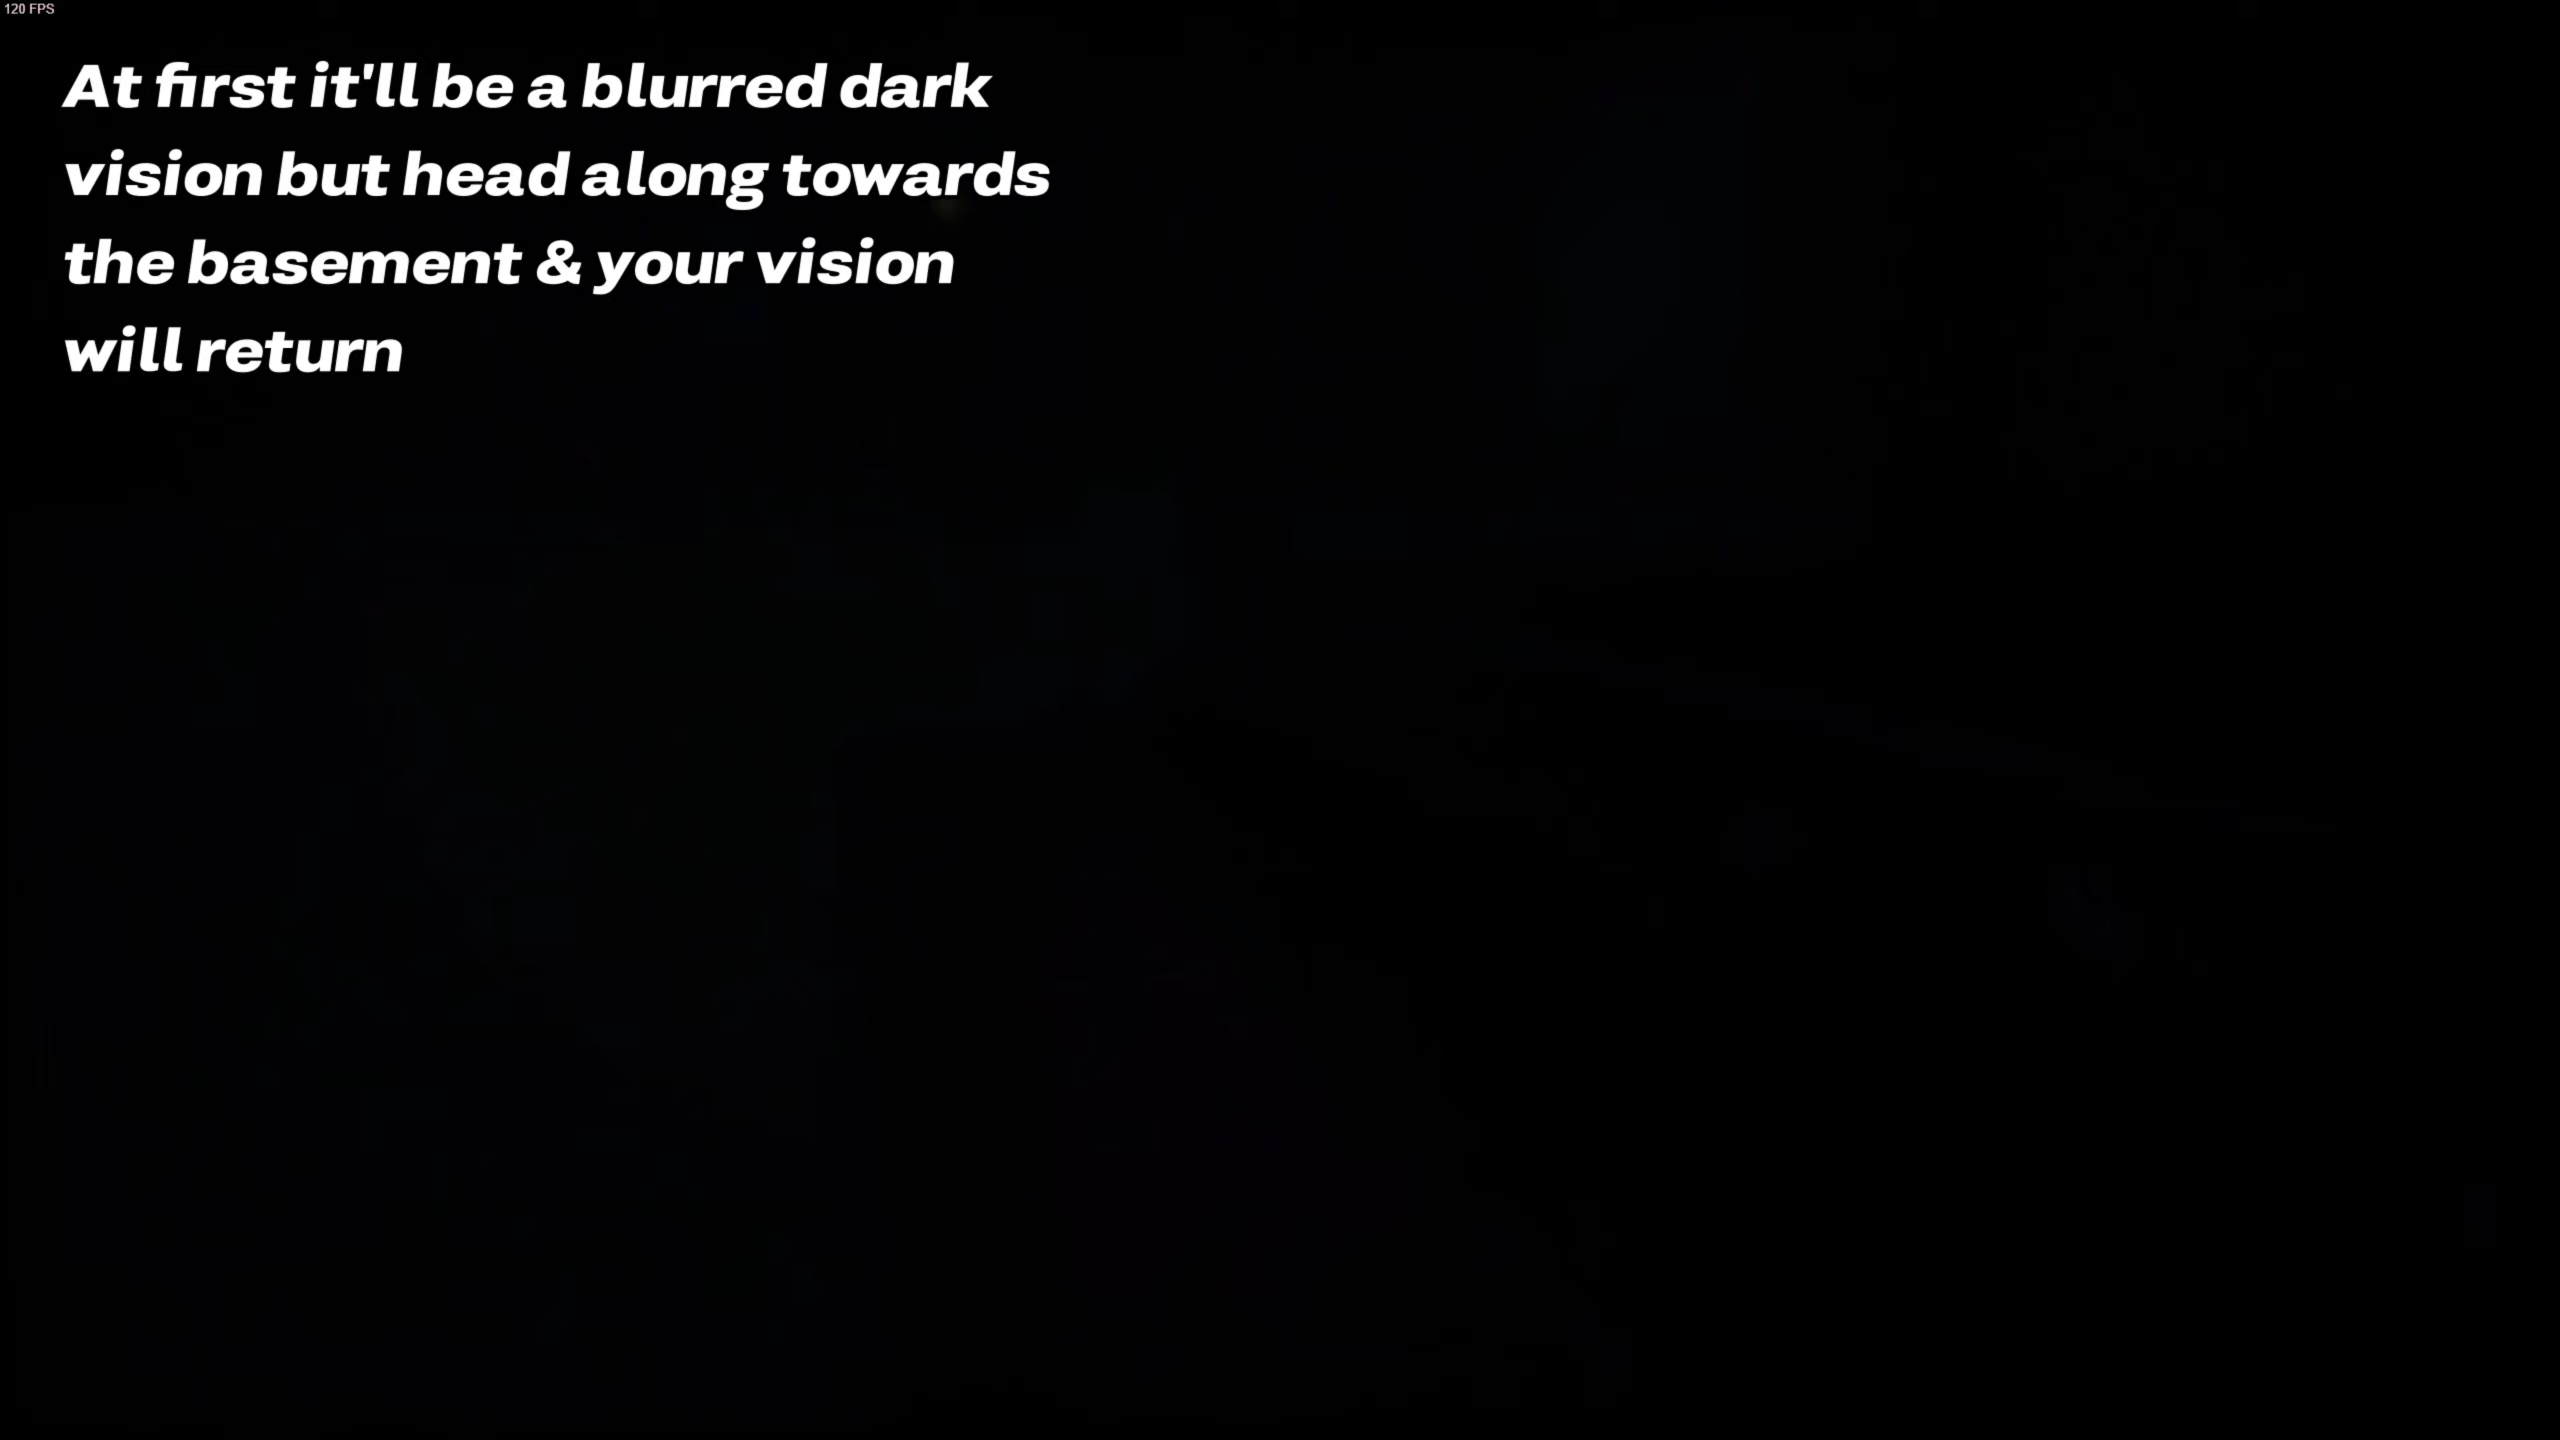 120 FPS
At first it'll be a blurred dark
vision but head along towards
the basement & your vision
will return